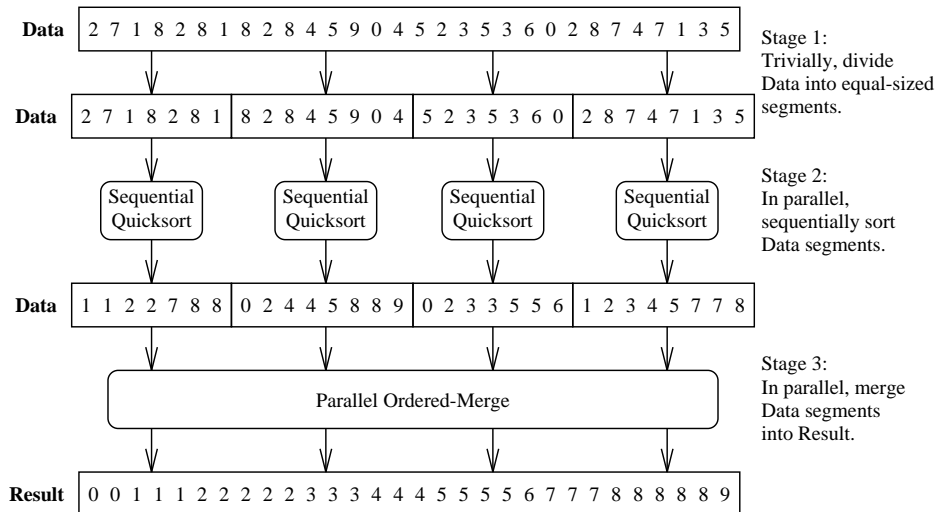 Data 2 7 1 8 2 8 1 8 2 8 4 5 9 0 4 5 2 3 5 3 6 0 2 8 7 4 7 1 3 5
Stage 1:
Trivially, divide
Data into equal-sized
segments.
Data 2 7 1 8 2 8 1 8 2 8 4 5 9 0 4 5 2 3 5 3 6 0 2 8 7 4 7 1 3 5
Sequential
Quicksort
Sequential
Quicksort
Sequential
Quicksort
Sequential
Quicksort
Stage 2:
In parallel,
sequentially sort
Data segments.
Data 1 1 2 2 7 8 8 0 2 4 4 5 8 8 9 0 2 3 3 5 5 6 1 2 3 4 5 7 7 8
Parallel Ordered-Merge
Stage 3:
In parallel, merge
Data segments
into Result.
Result 0 0 1 1 1 2 2 2 2 2 3 3 3 4 4 4 5 5 5 5 6 7 7 7 8 8 8 8 8 9